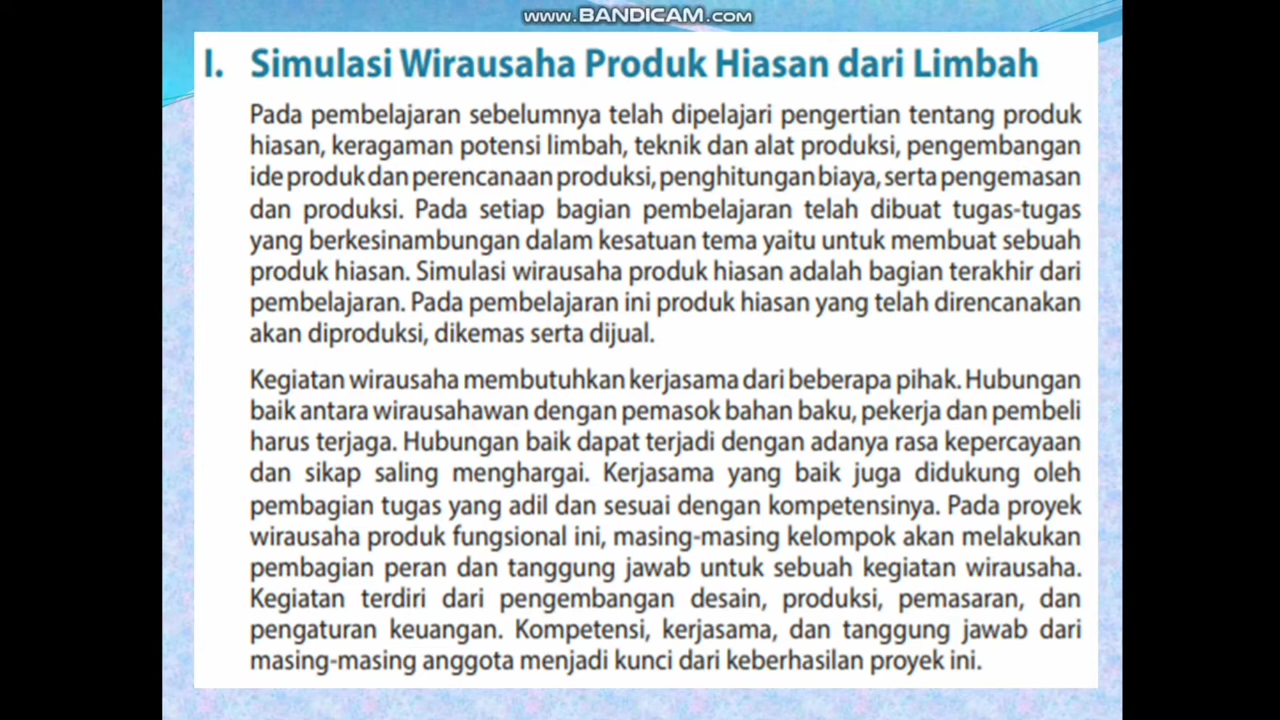 www.BANDICAM.com
I. Simulasi Wirausaha Produk Hiasan dari Limbah
Pada pembelajaran sebelumnya telah dipelajari pengertian tentang produk
hiasan, keragaman potensi limbah, teknik dan alat produksi, pengembangan
ide produk dan perencanaan produksi, penghitungan biaya, serta pengemasan
dan produksi. Pada setiap bagian pembelajaran telah dibuat tugas-tugas
yang berkesinambungan dalam kesatuan tema yaitu untuk membuat sebuah
produk hiasan. Simulasi wirausaha produk hiasan adalah bagian terakhir dari
pembelajaran. Pada pembelajaran ini produk hiasan yang telah direncanakan
akan diproduksi, dikemas serta dijual.
Kegiatan wirausaha membutuhkan kerjasama dari beberapa pihak. Hubungan
baik antara wirausahawan dengan pemasok bahan baku, pekerja dan pembeli
harus terjaga. Hubungan baik dapat terjadi dengan adanya rasa kepercayaan
dan sikap saling menghargai. Kerjasama yang baik juga didukung oleh
pembagian tugas yang adil dan sesuai dengan kompetensinya. Pada proyek
wirausaha produk fungsional ini, masing-masing kelompok akan melakukan
pembagian peran dan tanggung jawab untuk sebuah kegiatan wirausaha.
Kegiatan terdiri dari pengembangan desain, produksi, pemasaran, dan
pengaturan keuangan. Kompetensi, kerjasama, dan tanggung jawab dari
masing-masing anggota menjadi kunci dari keberhasilan proyek ini.